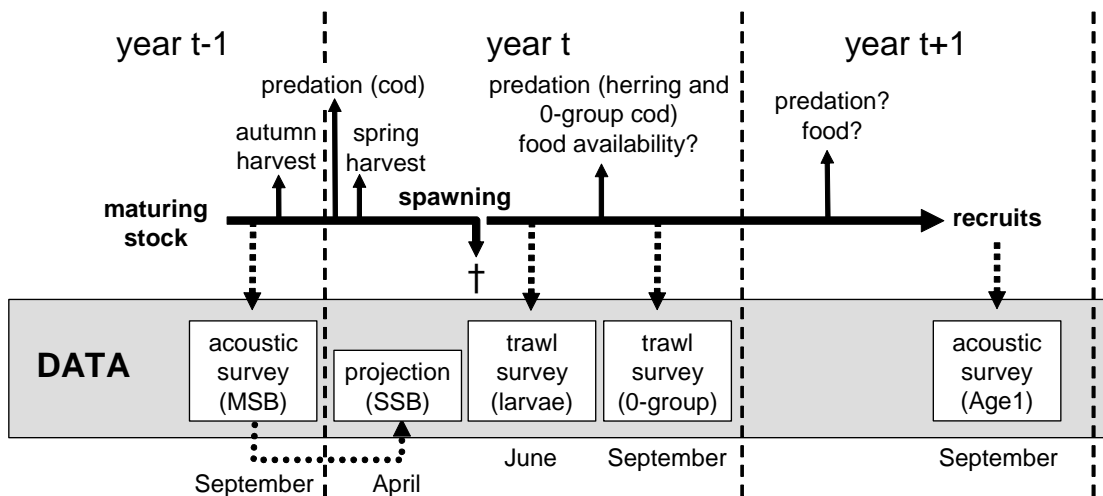 year t-1
year t
year t+1
predation (cod)
autumn
harvest
spring
harvest
predation (herring and
0-group cod)
food availability?
predation?
food?
maturing
stock
spawning
recruits
†
DATA
acoustic
survey
(MSB)
projection
(SSB)
trawl
survey
(larvae)
trawl
survey
(0-group)
acoustic
survey
(Age1)
September
April
June
September
September